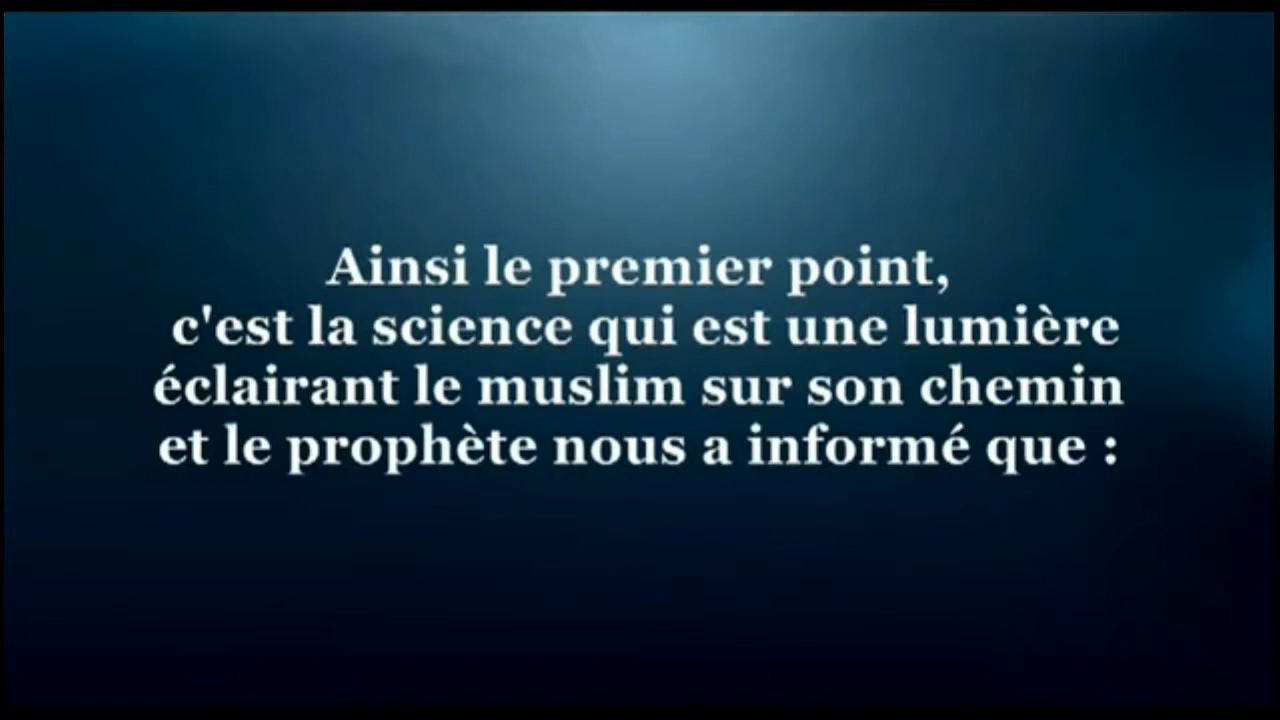 Ainsi le premier point,
c'est la science qui est une lumière
éclairant le muslim sur son chemin
et le prophète nous a informé que :